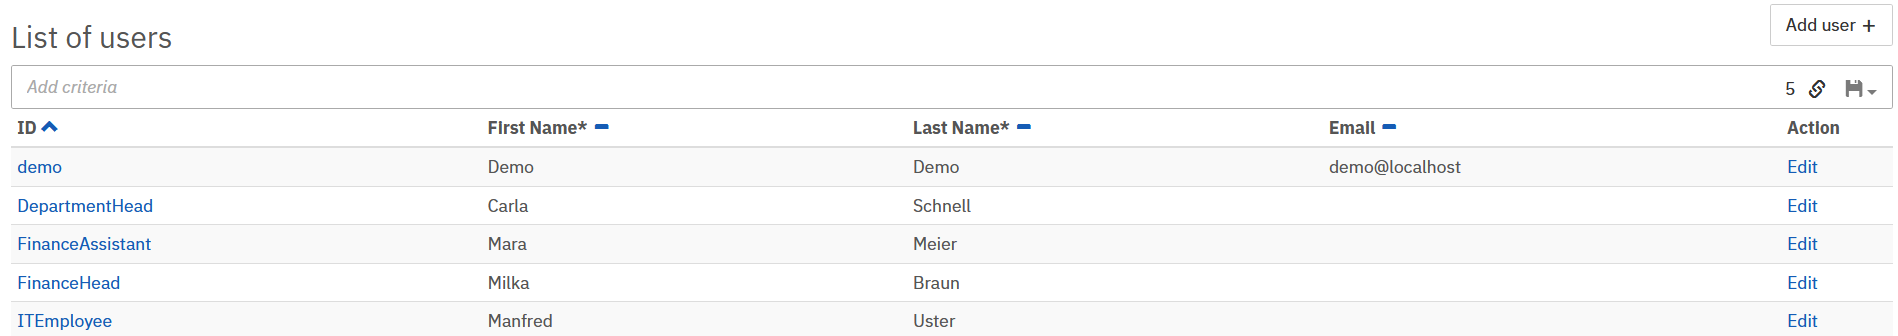 List of users
Add user +
Add criteria
5
ID First Name* Last Name* Email Action
demo Demo Demo demo@localhost Edit
DepartmentHead Carla Schnell Edit
FinanceAssistant Mara Meier Edit
FinanceHead Milka Braun Edit
ITEmployee Manfred Uster Edit